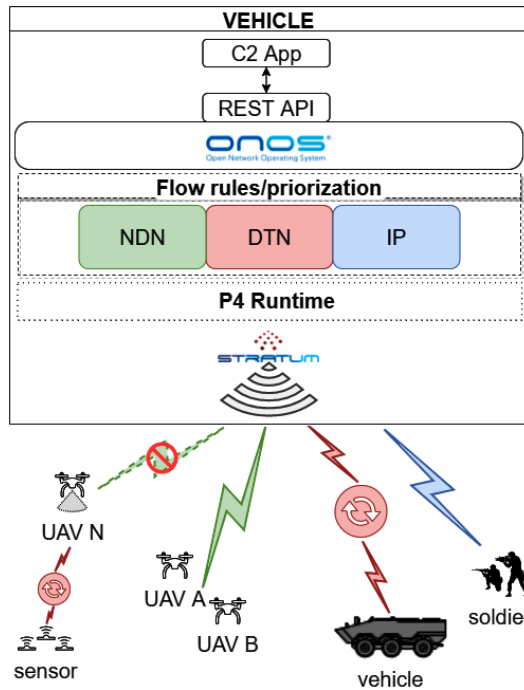 VEHICLE
C2 App
REST API
onos®
Open Network Operating System
Flow rules/priorization
NDN
DTN
IP
P4 Runtime
STRATUM
UAV N
UAV A
UAV B
sensor
vehicle
soldie